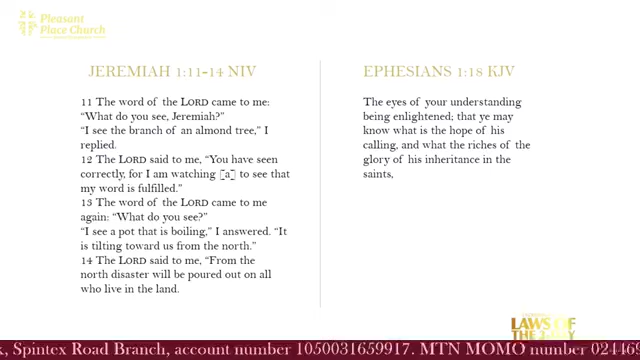 Pleasant
Place Church
JEREMIAH 1:11-14 NIV
11 The word of the LORD came to me:
“What do you see, Jeremiah?”
“I see the branch of an almond tree,” I
replied.
12 The LORD said to me, “You have seen
correctly, for I am watching [a] to see that
my word is fulfilled.”
13 The word of the LORD came to me
again: “What do you see?”
“I see a pot that is boiling,” I answered. “It
is tilting toward us from the north.”
14 The LORD said to me, “From the
north disaster will be poured out on all
who live in the land.
EPHESIANS 1:18 KJV
The eyes of your understanding
being enlightened; that ye may
know what is the hope of his
calling, and what the riches of the
glory of his inheritance in the
saints,
LAWS OF
THE
, Spintex Road Branch, account number 1050031659917. MTN MOMO number 024469